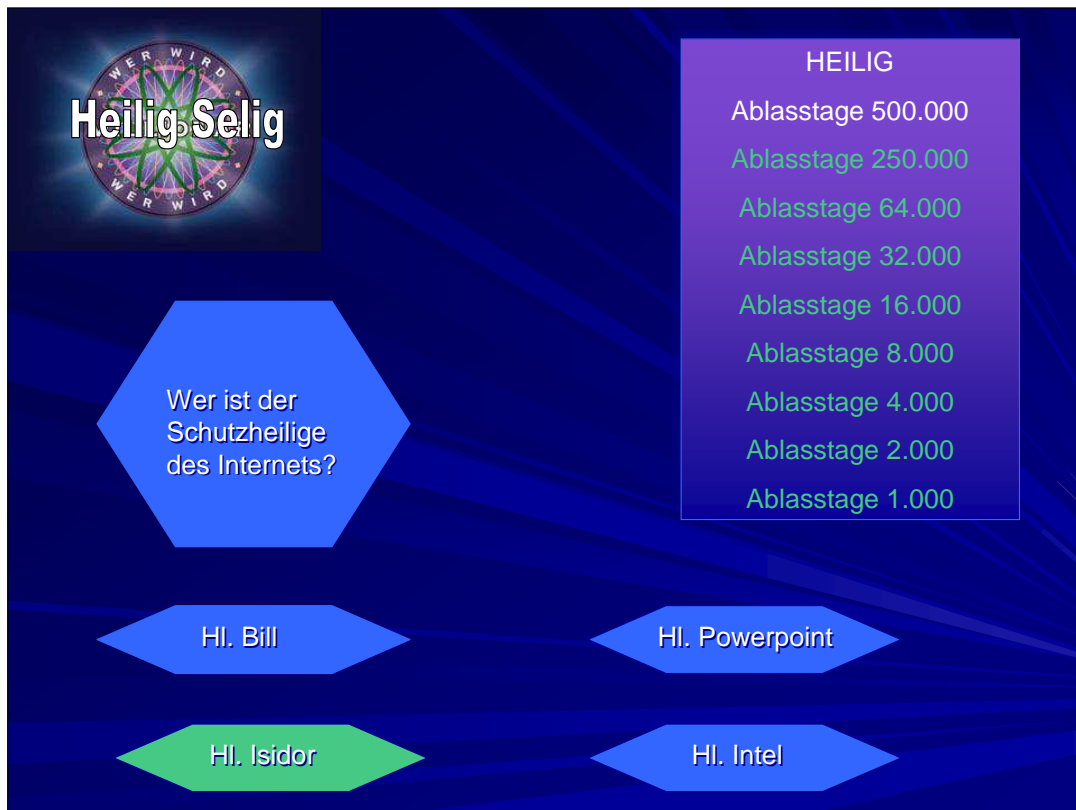 WER WIRD
Heilig Selig
WER WIRD
HEILIG
Ablasstage 500.000
Ablasstage 250.000
Ablasstage 64.000
Ablasstage 32.000
Ablasstage 16.000
Ablasstage 8.000
Ablasstage 4.000
Ablasstage 2.000
Ablasstage 1.000
Wer ist der
Schutzheilige
des Internets?
Hl. Bill
Hl. Powerpoint
Hl. Isidor
Hl. Intel